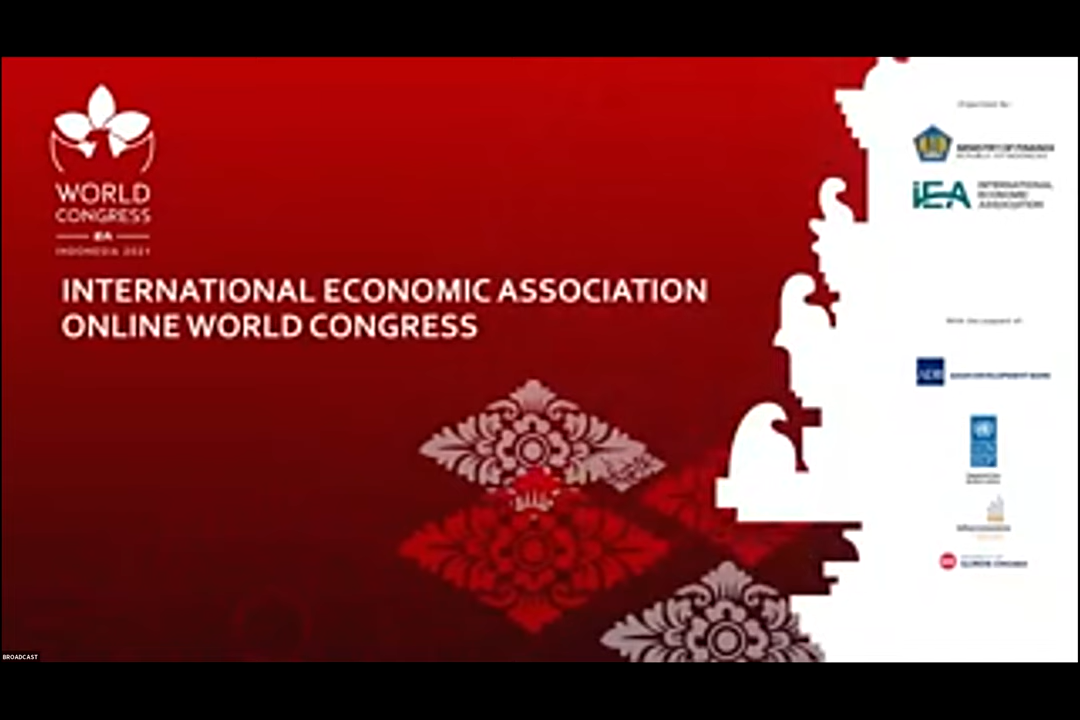 WORLD
CONGRESS
IEA
INDONESIA 2021
INTERNATIONAL ECONOMIC ASSOCIATION
ONLINE WORLD CONGRESS
Organized by:
MINISTRY OF FINANCE
REPUBLIC OF INDONESIA
iEA
INTERNATIONAL
ECONOMIC
ASSOCIATION
With the support of:
ADB
ASIAN DEVELOPMENT BANK
BROADCAST